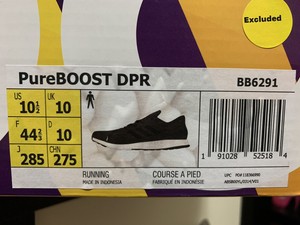 Excluded
PureBOOST DPR
BB6291
US 10½ UK 10
F 44⅔ D 10
J 285 CHN 275
RUNNING
MADE IN INDONESIA
COURSE A PIED
FABRIQUÉ EN INDONÉSIE
1 91028 52518 4
UPC